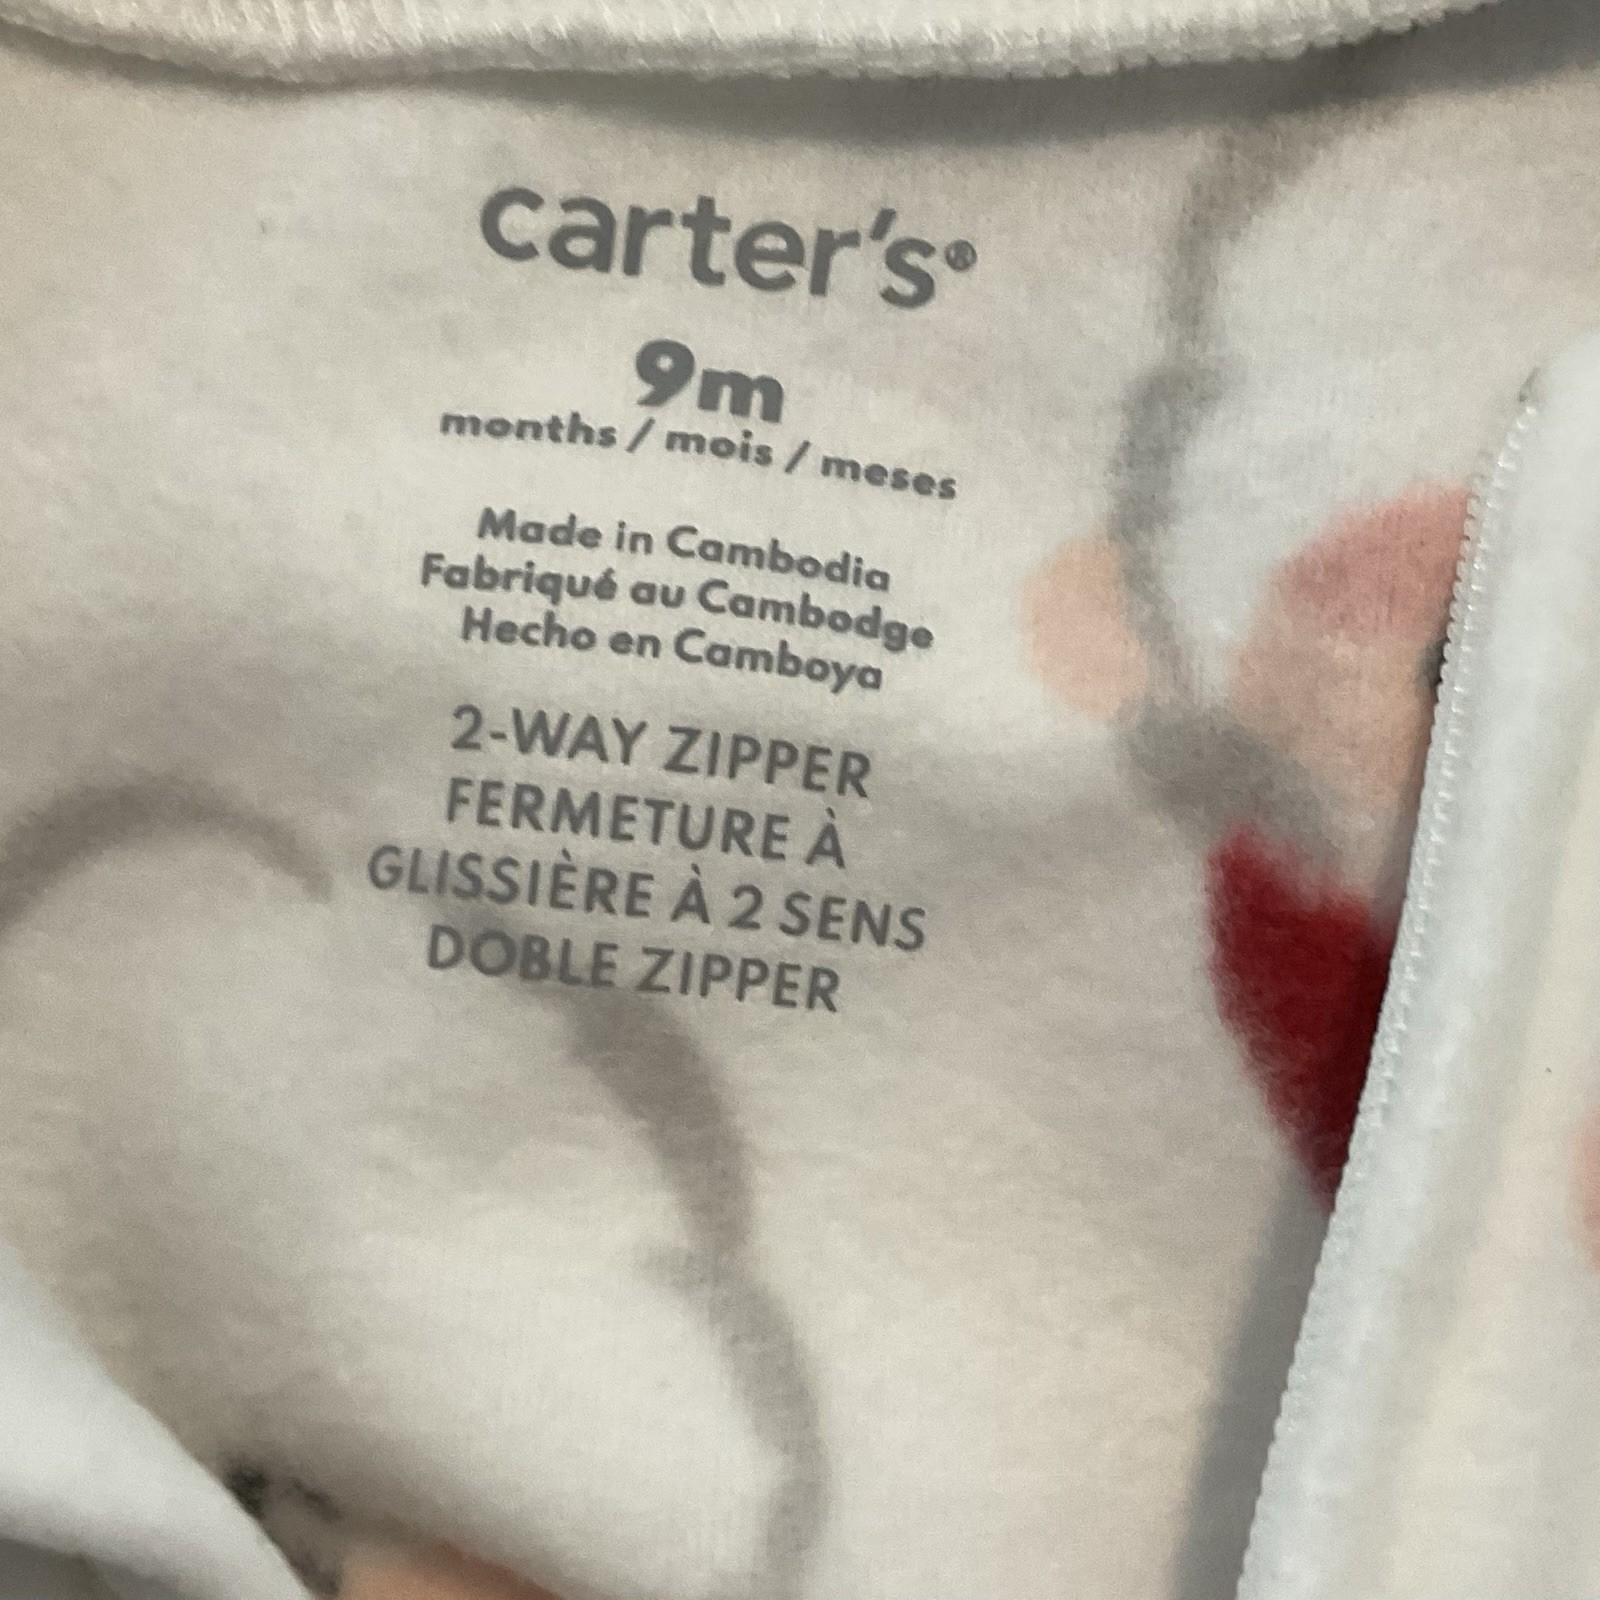 carter's®
9m
months / mois / meses
Made in Cambodia
Fabriqué au Cambodge
Hecho en Camboya
2-WAY ZIPPER
FERMETURE À
GLISSIÈRE À 2 SENS
DOBLE ZIPPER